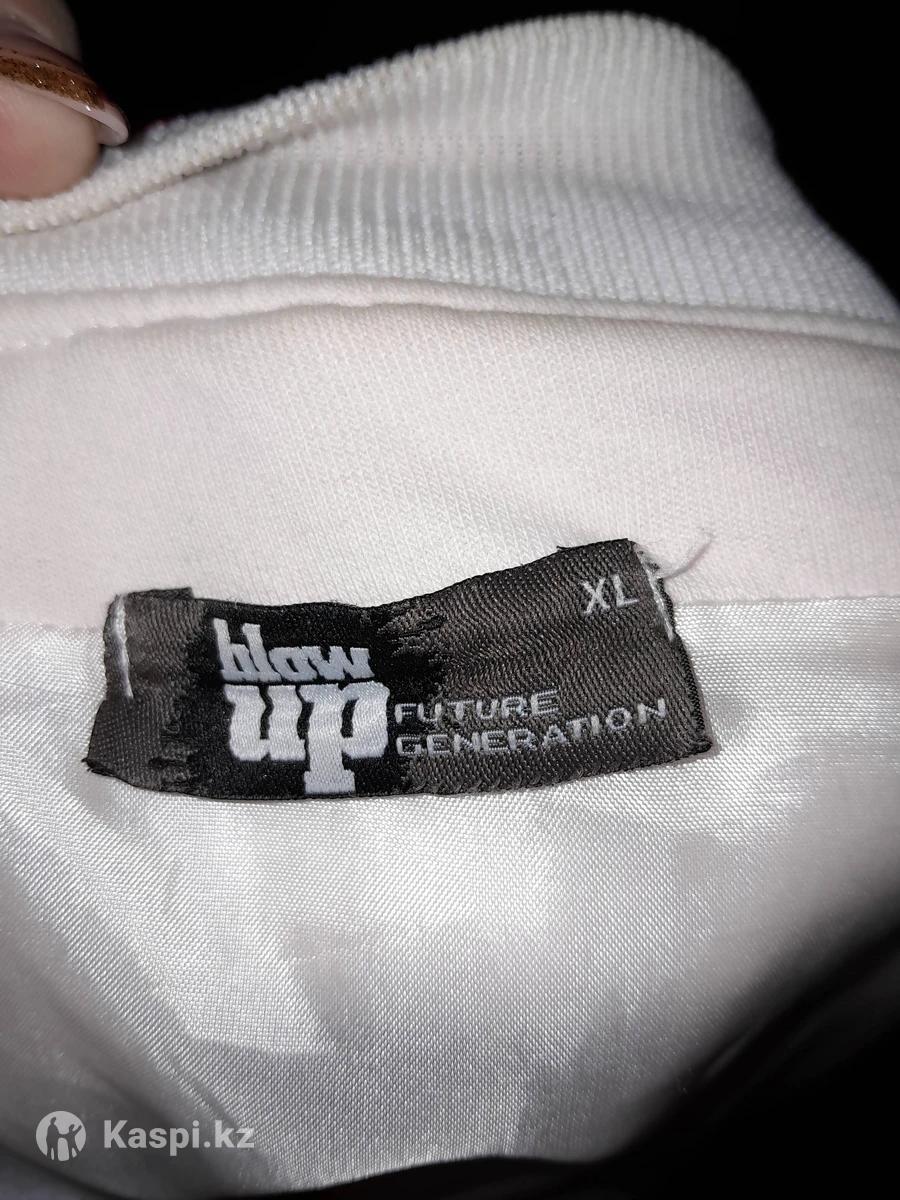 XL
blow
up
FUTURE
GENERATION
Kaspi.kz